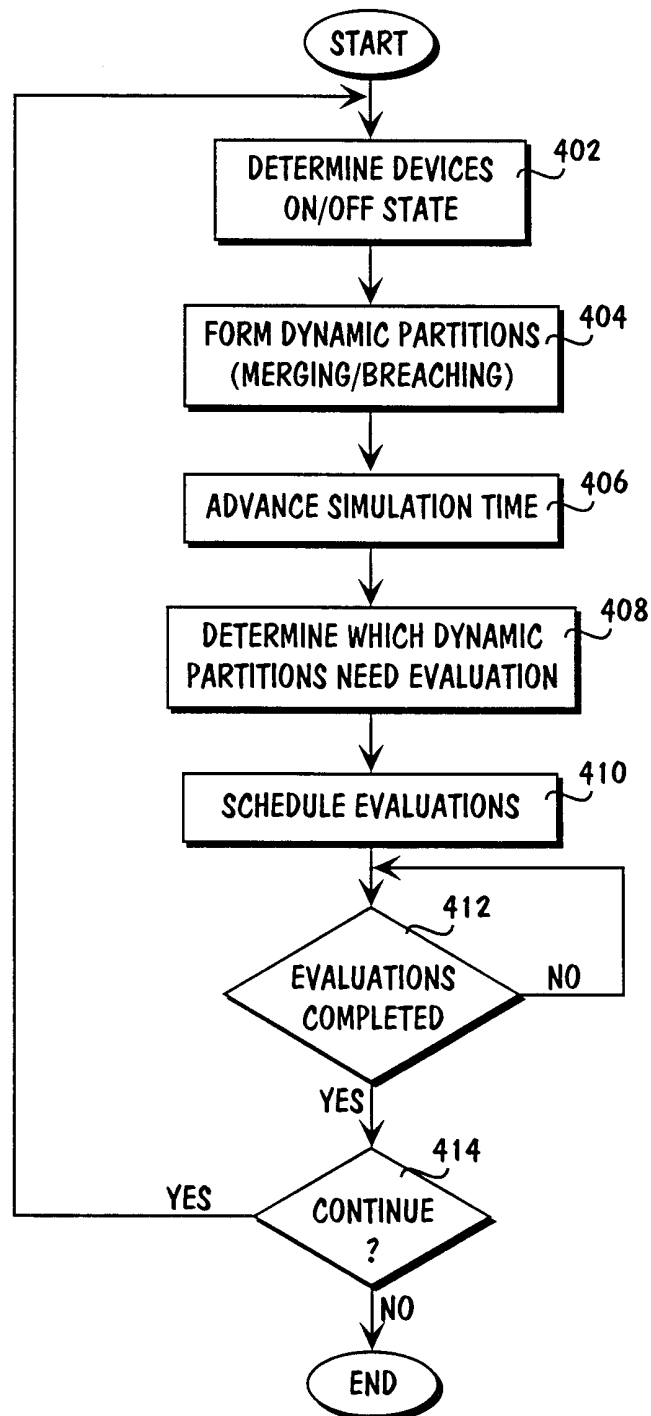 START
402
DETERMINE DEVICES
ON/OFF STATE
404
FORM DYNAMIC PARTITIONS
(MERGING/BREACHING)
406
ADVANCE SIMULATION TIME
408
DETERMINE WHICH DYNAMIC
PARTITIONS NEED EVALUATION
410
SCHEDULE EVALUATIONS
412
EVALUATIONS
COMPLETED
NO
YES
414
YES
CONTINUE
?
NO
END